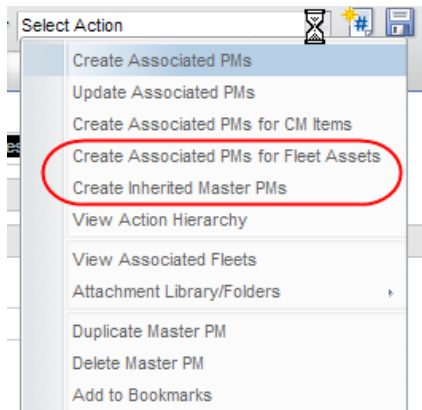 Select Action
Create Associated PMs
Update Associated PMs
Create Associated PMs for CM Items
Create Associated PMs for Fleet Assets
Create Inherited Master PMs
View Action Hierarchy
View Associated Fleets
Attachment Library/Folders
Duplicate Master PM
Delete Master PM
Add to Bookmarks